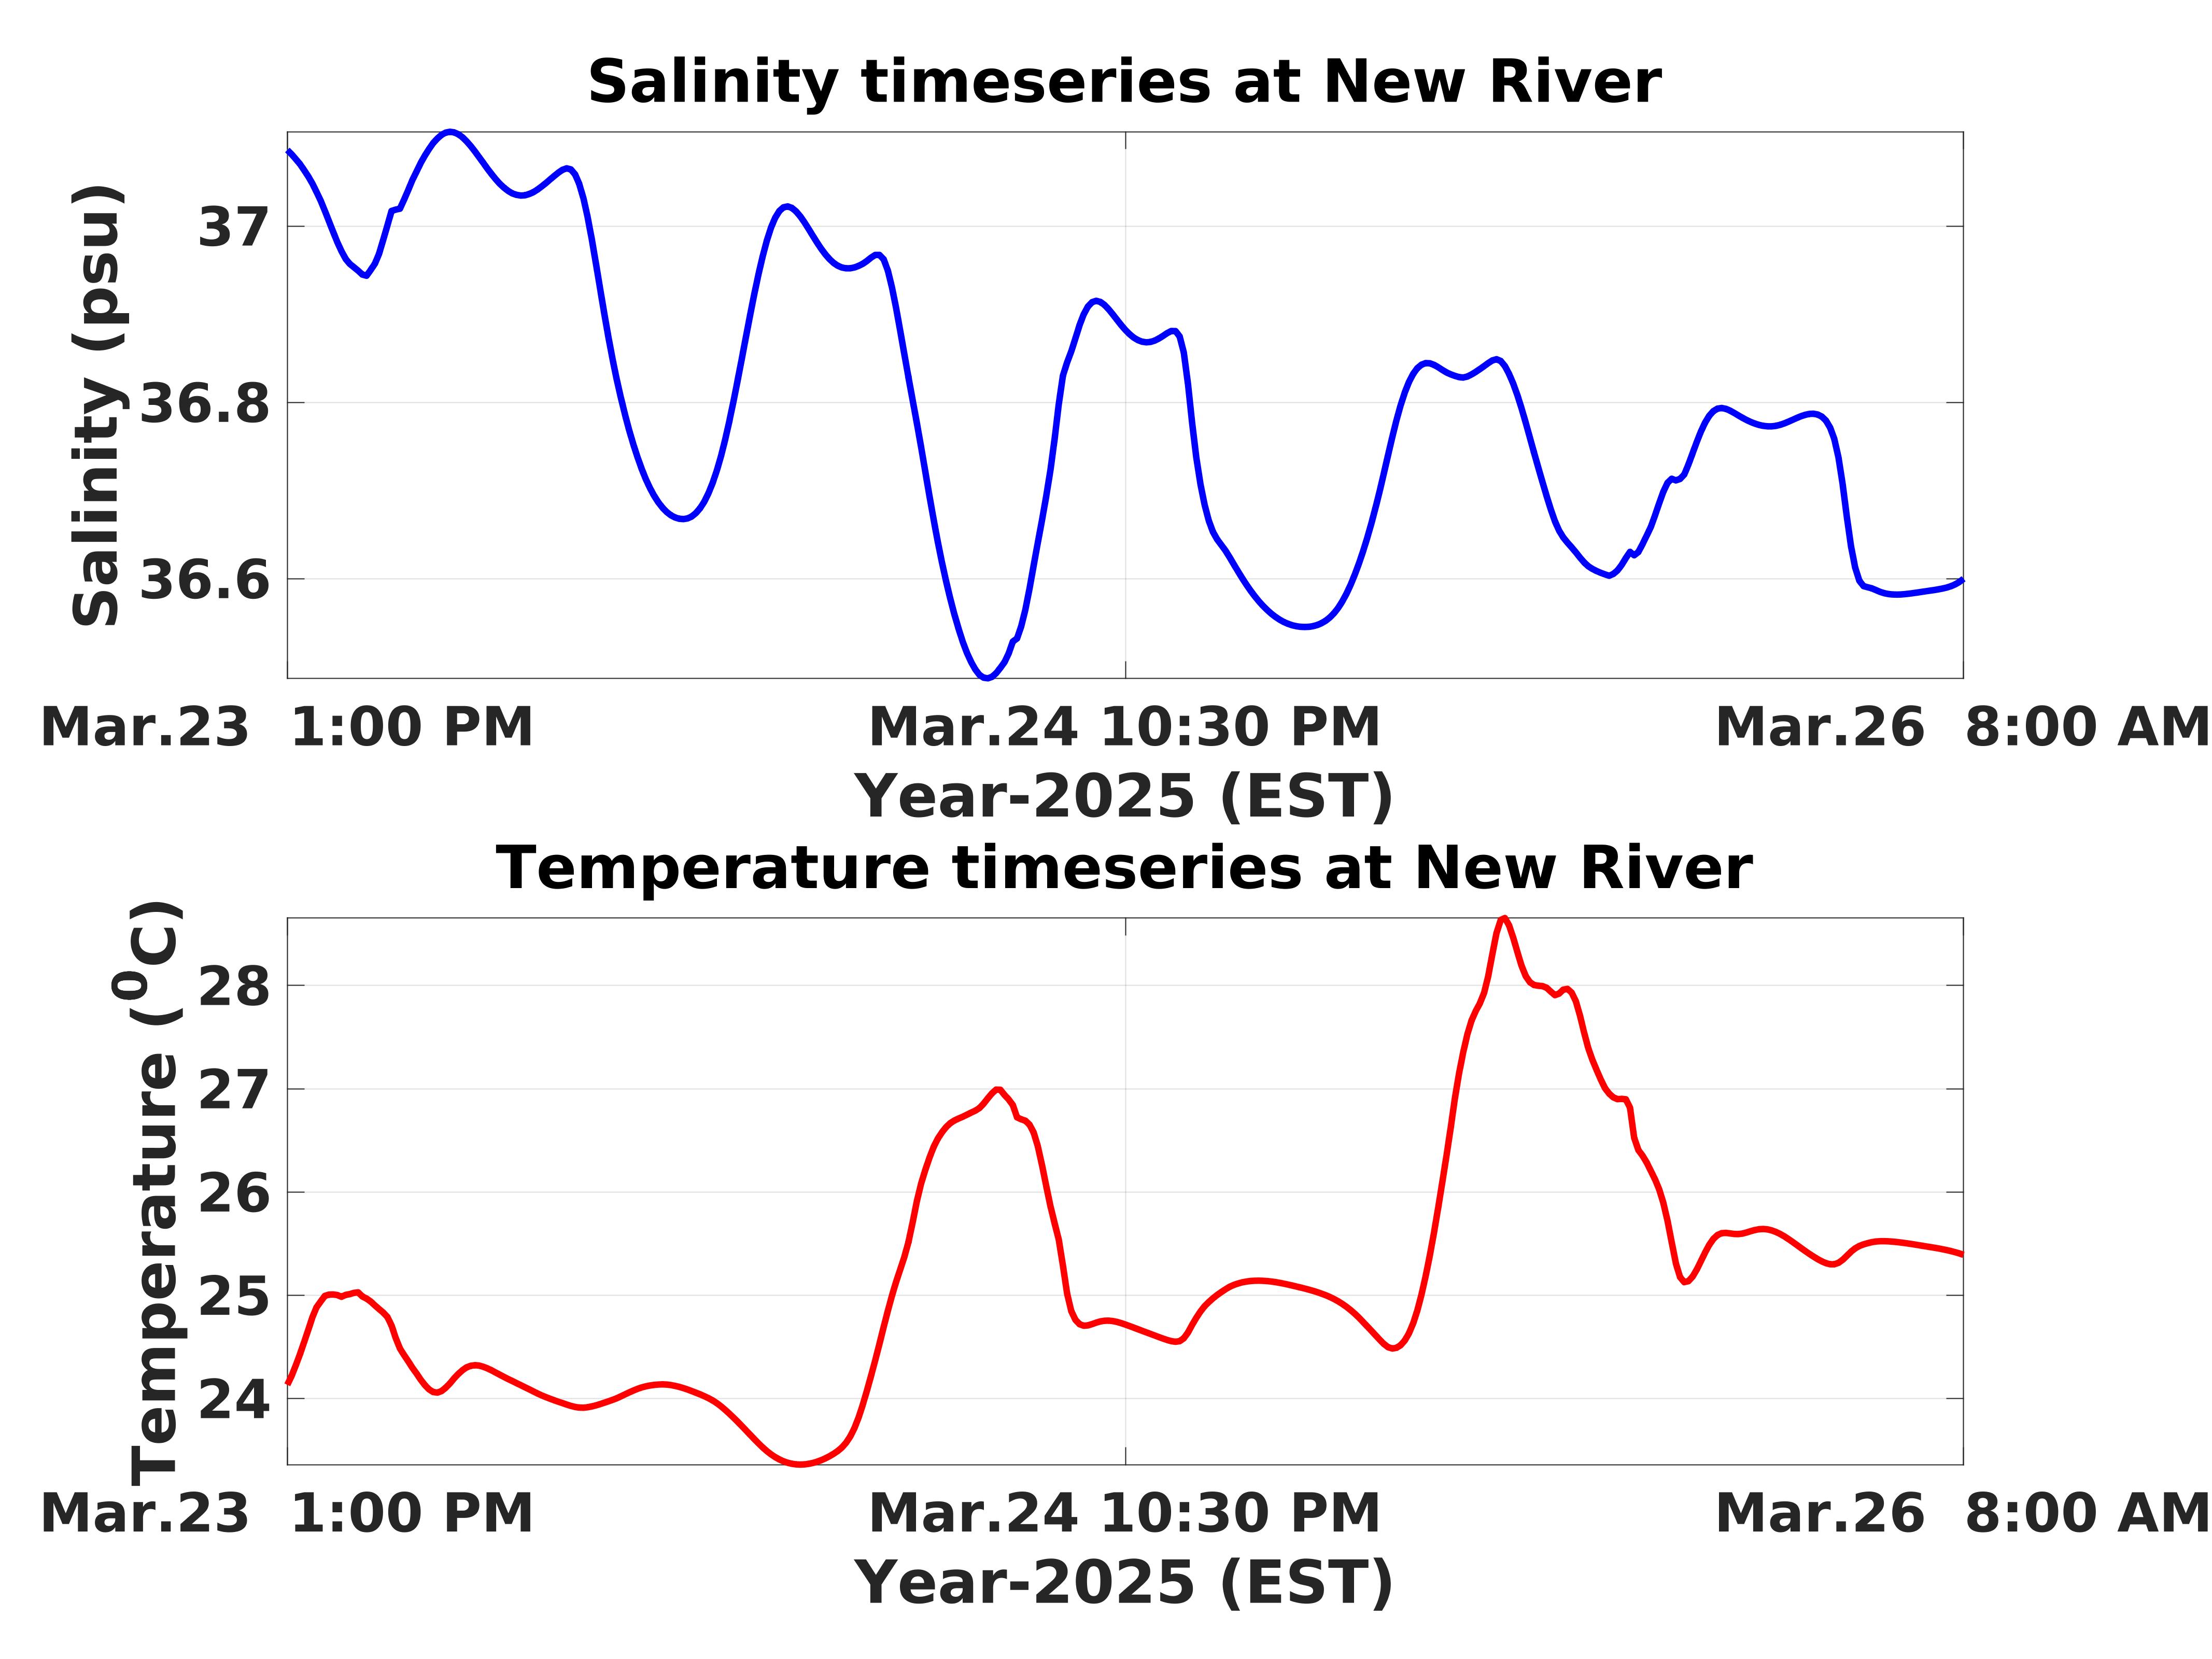 Salinity timeseries at New River
Salinity (psu)
37
36.8
36.6
Mar.23  1:00 PM
Mar.24 10:30 PM
Mar.26  8:00 AM
Year-2025 (EST)
Temperature timeseries at New River
Temperature (⁰C)
28
27
26
25
24
Mar.23  1:00 PM
Mar.24 10:30 PM
Mar.26  8:00 AM
Year-2025 (EST)